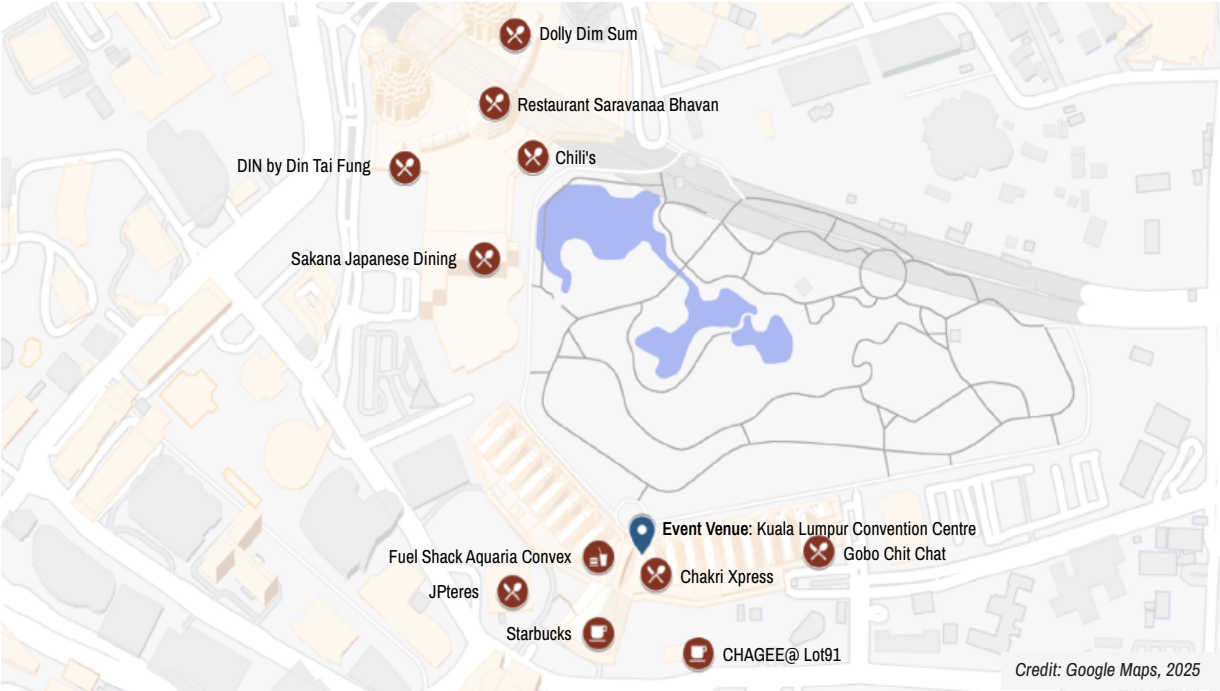 Dolly Dim Sum
Restaurant Saravanaa Bhavan
Chili's
DIN by Din Tai Fung
Sakana Japanese Dining
Event Venue: Kuala Lumpur Convention Centre
Gobo Chit Chat
Fuel Shack Aquaria Convex
Chakri Xpress
JPteres
Starbucks
CHAGEE@ Lot91
Credit: Google Maps, 2025